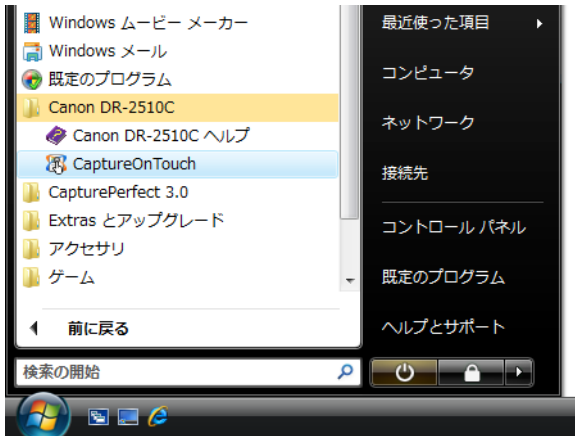 Windows ムービー メーカー
Windows メール
既定のプログラム
Canon DR-2510C
Canon DR-2510C ヘルプ
CaptureOnTouch
CapturePerfect 3.0
Extras とアップグレード
アクセサリ
ゲーム
前に戻る
検索の開始
最近使った項目
コンピュータ
ネットワーク
接続先
コントロール パネル
既定のプログラム
ヘルプとサポート